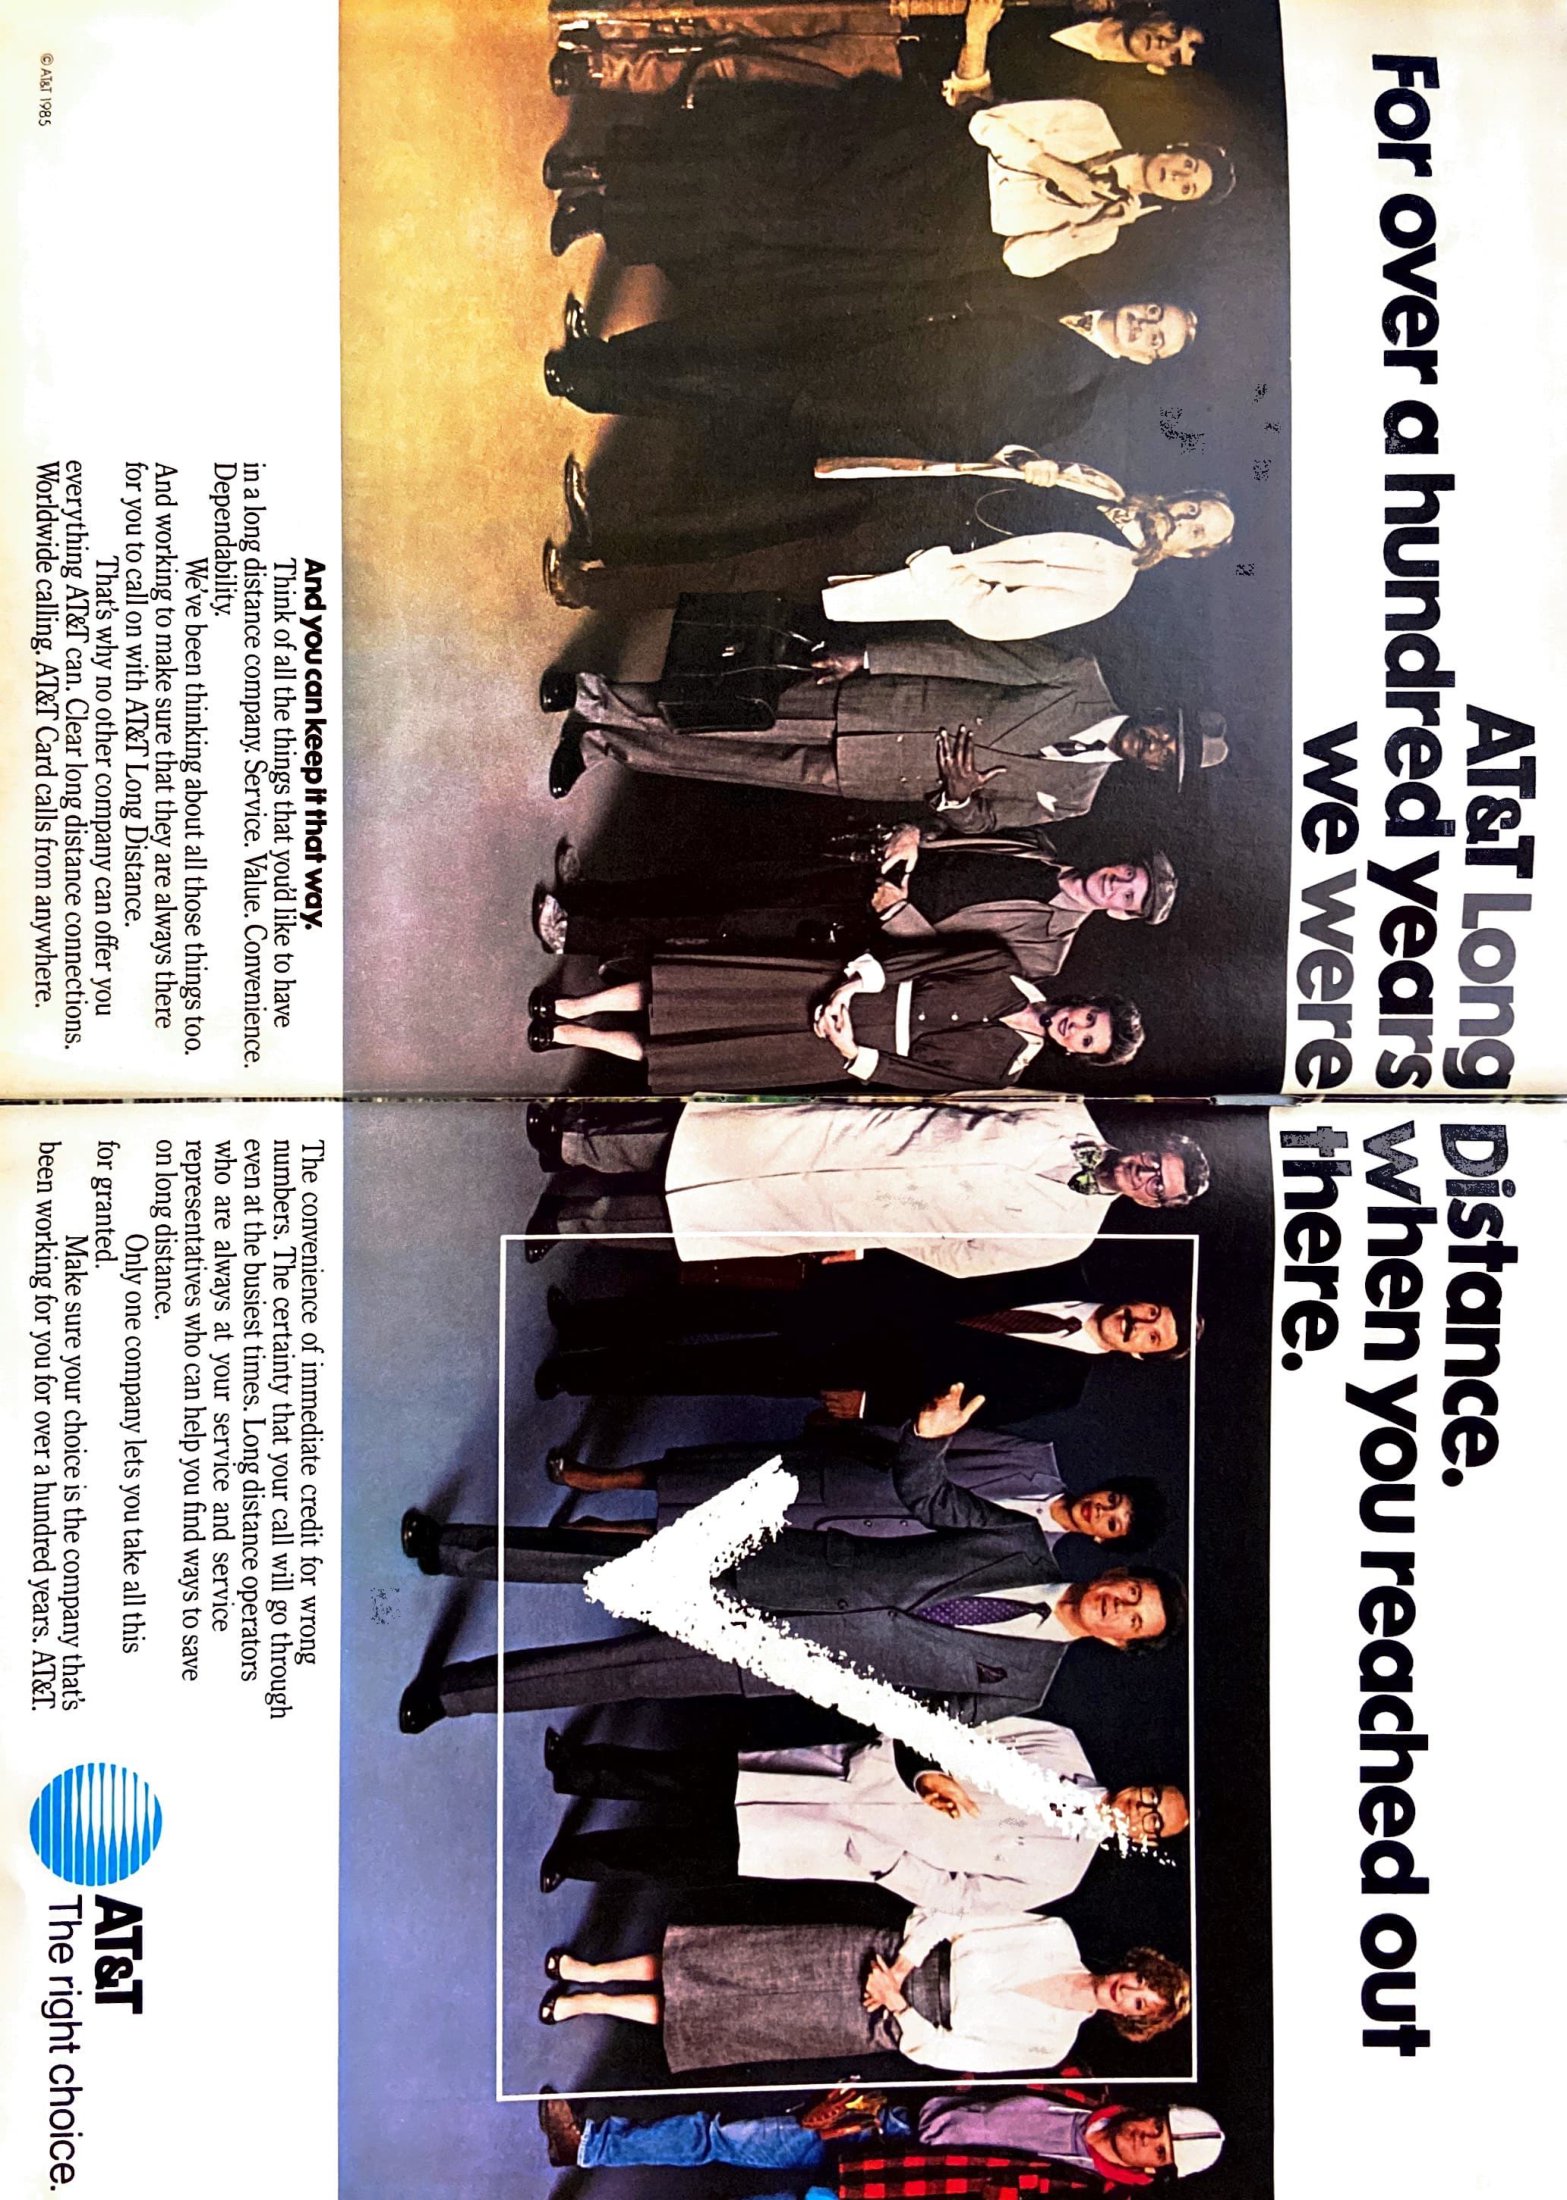 AT&T Long Distance.
For over a hundred years when you reached out
we were there.
And you can keep it that way.
Think of all the things that you'd like to have
in a long distance company. Service. Value. Convenience.
Dependability.
We've been thinking about all those things too.
And working to make sure that they are always there
for you to call on with AT&T Long Distance.
That's why no other company can offer you
everything AT&T can. Clear long distance connections.
Worldwide calling. AT&T Card calls from anywhere.
The convenience of immediate credit for wrong
numbers. The certainty that your call will go through
even at the busiest times. Long distance operators
who are always at your service and service
representatives who can help you find ways to save
on long distance.
Only one company lets you take all this
for granted.
Make sure your choice is the company that's
been working for you for over a hundred years. AT&T.
AT&T
The right choice.
© AT&T 1985